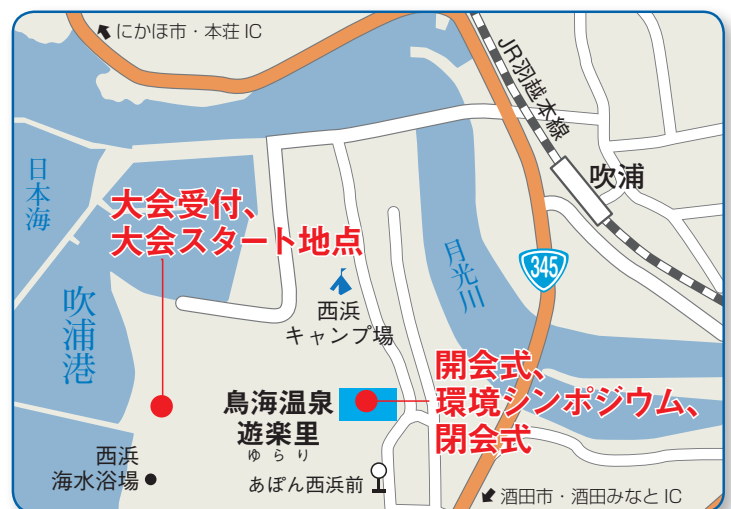 にかほ市・本荘 IC
JR羽越本線
吹浦
日本海
大会受付、
大会スタート地点
345
月光川
吹浦港
西浜
キャンプ場
開会式、
環境シンポジウム、
閉会式
鳥海温泉
遊楽里
ゆらり
西浜
海水浴場
あぽん西浜前
酒田市・酒田みなと IC